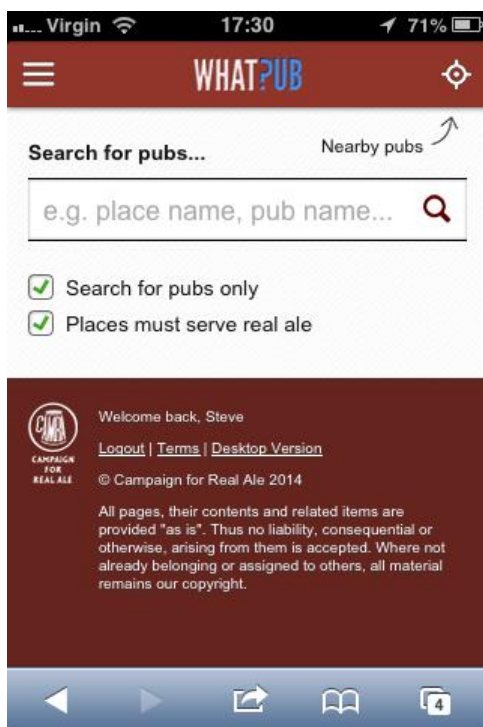 ... Virgin 17:30 71%
WHAT?UB
Nearby pubs
Search for pubs...
e.g. place name, pub name...
Search for pubs only
Places must serve real ale
CAMRA
CAMPAIGN
FOR
REAL ALE
Welcome back, Steve
Logout | Terms | Desktop Version
© Campaign for Real Ale 2014
All pages, their contents and
related items are
provided "as is". Thus no liability, consequential or
otherwise, arising from them is accepted. Where not
already belonging or assigned to others, all material
remains our copyright.
4